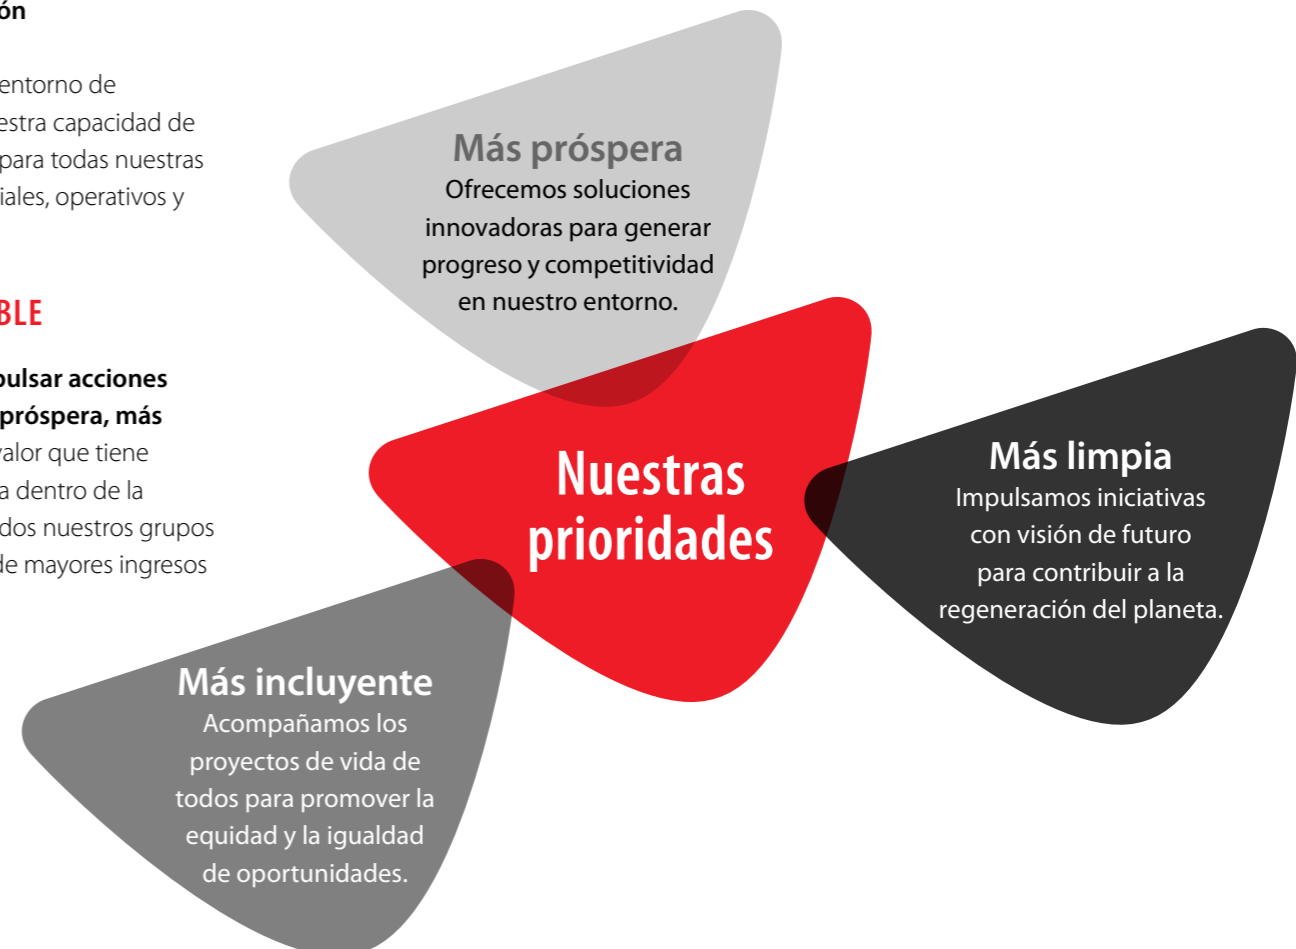 ón
entorno de
estra capacidad de
para todas nuestras
iales, operativos y
BLE
pulsar acciones
próspera, más
valor que tiene
a dentro de la
dos nuestros grupos
de mayores ingresos
Más próspera
Ofrecemos soluciones
innovadoras para generar
progreso y competitividad
en nuestro entorno.
Nuestras
prioridades
Más limpia
Impulsamos iniciativas
con visión de futuro
para contribuir a la
regeneración del planeta.
Más incluyente
Acompañamos los
proyectos de vida de
todos para promover la
equidad y la igualdad
de oportunidades.